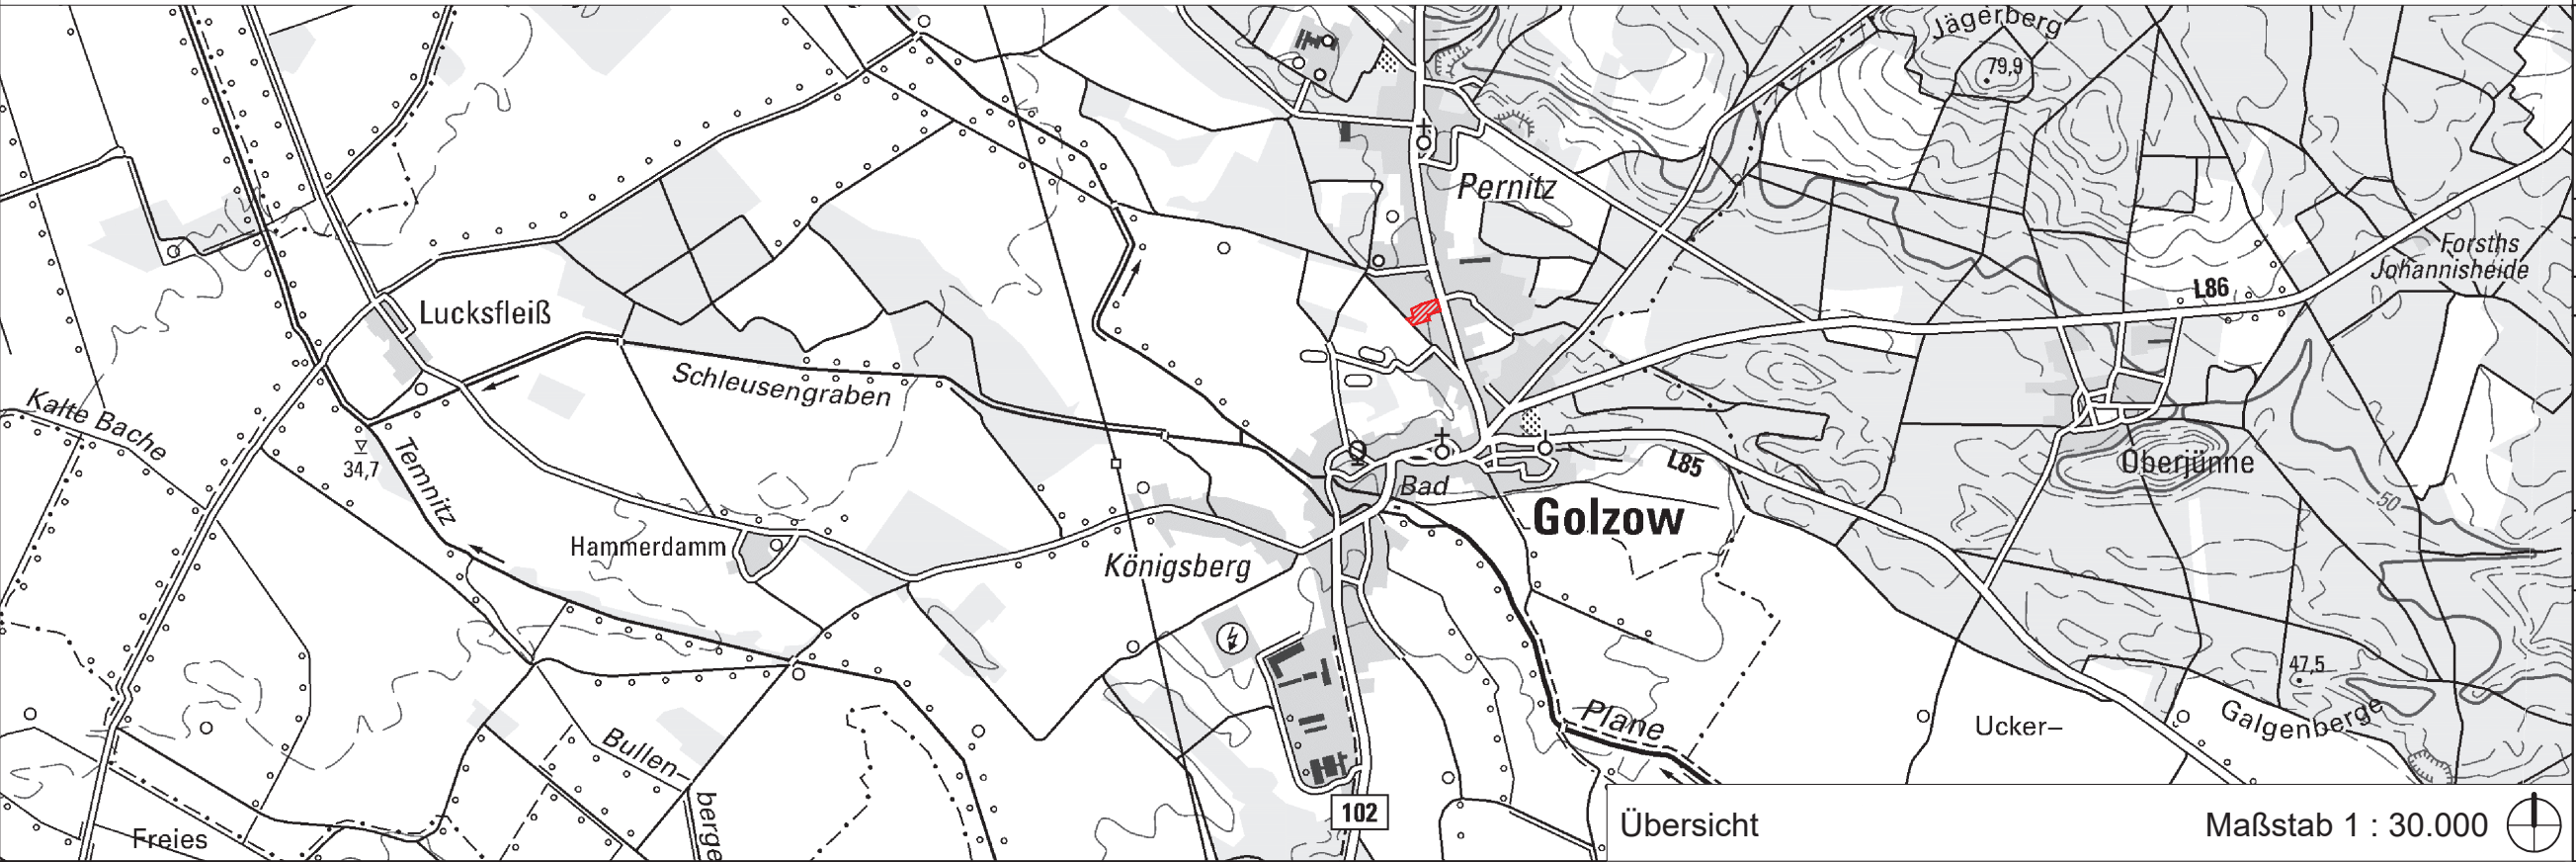 Jägerberg
79,9
Pernitz
Forsths
Johannisheide
L86
Lucksfleiß
Schleusengraben
Kalte Bache
34,7
Temnitz
L85
Oberjünne
Bad
Golzow
50
Hammerdamm
Königsberg
47,5
Plane
Ucker–
Galgenberge
Bullen–
berge
102
Freies
Übersicht
Maßstab 1 : 30.000